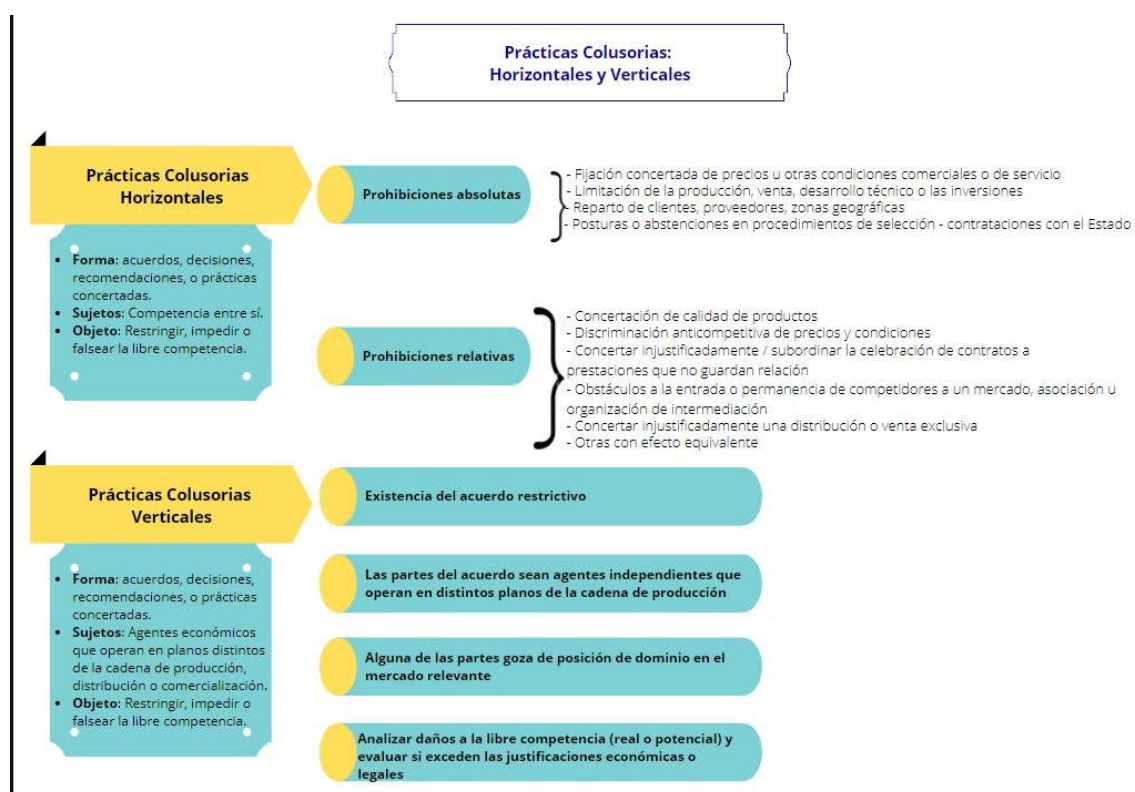 Prácticas Colusorias:
Horizontales y Verticales
Prácticas Colusorias
Horizontales
• Forma: acuerdos, decisiones,
recomendaciones, o prácticas
concertadas.
• Sujetos: Competencia entre sí.
• Objeto: Restringir, impedir o
falsear la libre competencia.
Prohibiciones absolutas
- Fijación concertada de precios u otras condiciones comerciales o de servicio
- Limitación de la producción, venta, desarrollo técnico o las inversiones
- Reparto de clientes, proveedores, zonas geográficas
- Posturas o abstenciones en procedimientos de selección - contrataciones con el Estado
Prohibiciones relativas
- Concertación de calidad de productos
- Discriminación anticompetitiva de precios y condiciones
- Concertar injustificadamente / subordinar la celebración de contratos a
prestaciones que no guardan relación
- Obstáculos a la entrada o permanencia de competidores a un mercado, asociación u
organización de intermediación
- Concertar injustificadamente una distribución o venta exclusiva
- Otras con efecto equivalente
Prácticas Colusorias
Verticales
• Forma: acuerdos, decisiones,
recomendaciones, o prácticas
concertadas.
• Sujetos: Agentes económicos
que operan en planos distintos
de la cadena de producción,
distribución o comercialización.
• Objeto: Restringir, impedir o
falsear la libre competencia.
Existencia del acuerdo restrictivo
Las partes del acuerdo sean agentes independientes que
operan en distintos planos de la cadena de producción
Alguna de las partes goza de posición de dominio en el
mercado relevante
Analizar daños a la libre competencia (real o potencial) y
evaluar si exceden las justificaciones económicas o
legales